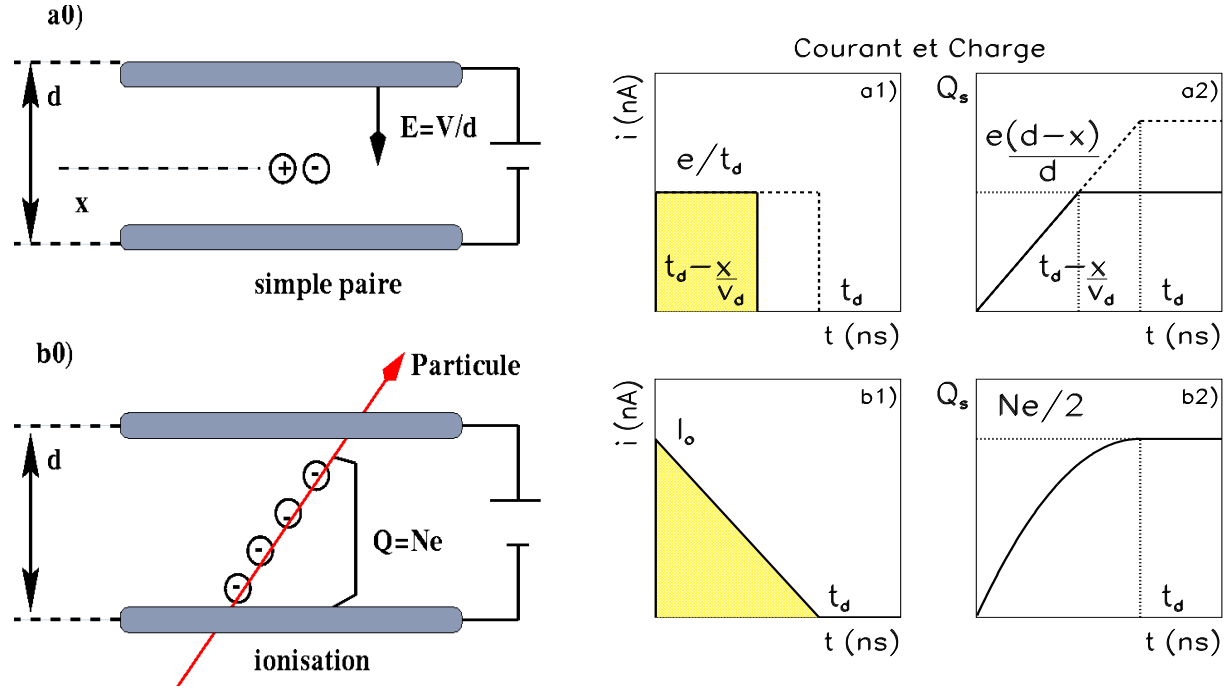 a0)
d
E=V/d
+ -
x
simple paire
Courant et Charge
a1)
i (nA)
e/t_d
t_d - x/v_d
t_d
t (ns)
a2)
Q_s
e(d-x)/d
t_d - x/v_d
t_d
t (ns)
b0)
Particule
d
-
-
-
-
Q=Ne
ionisation
b1)
i (nA)
I_o
t_d
t (ns)
b2)
Q_s
Ne/2
t_d
t (ns)